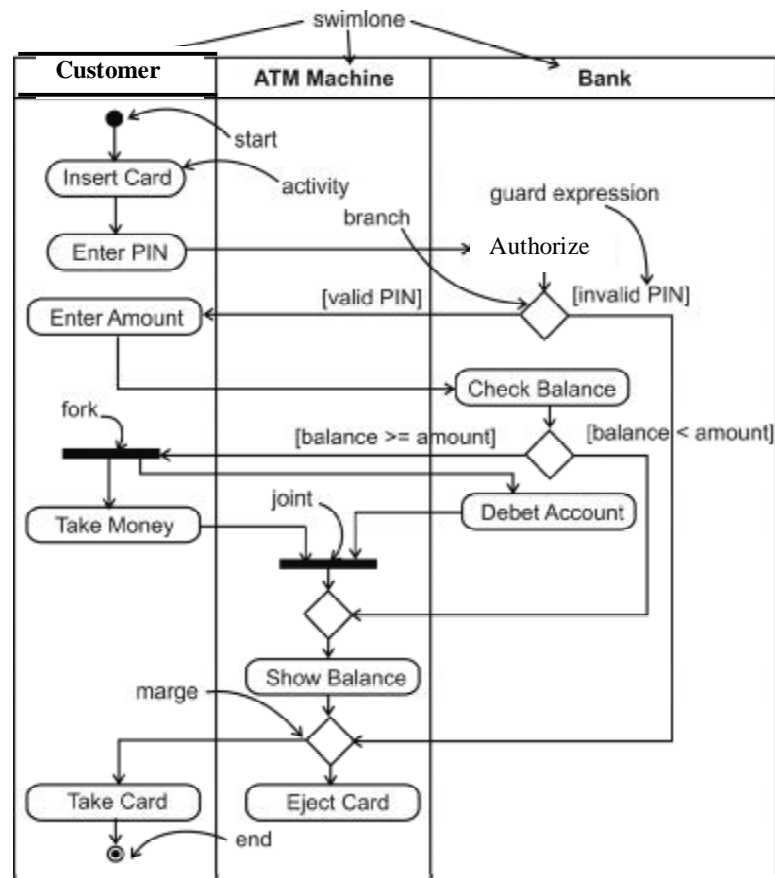 swimlone
Customer
ATM Machine
Bank
start
Insert Card
activity
guard expression
branch
Enter PIN
Authorize
[valid PIN]
[invalid PIN]
Enter Amount
Check Balance
fork
[balance >= amount]
[balance < amount]
joint
Take Money
Debet Account
Show Balance
marge
Take Card
Eject Card
end